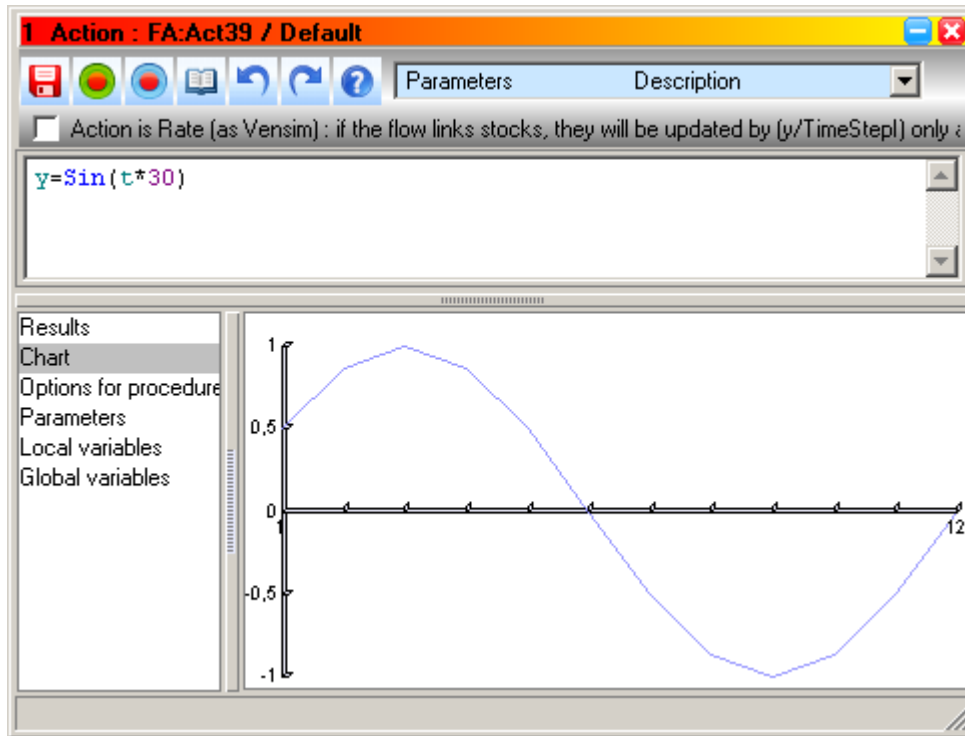 1 Action : FA:Act39 / Default
Parameters Description
Action is Rate (as Vensim) : if the flow links stocks, they will be updated by (y/TimeStepI) only
y=Sin(t*30)
Results
Chart
Options for procedure
Parameters
Local variables
Global variables
1
0,5
0
1
12
-0,5
-1